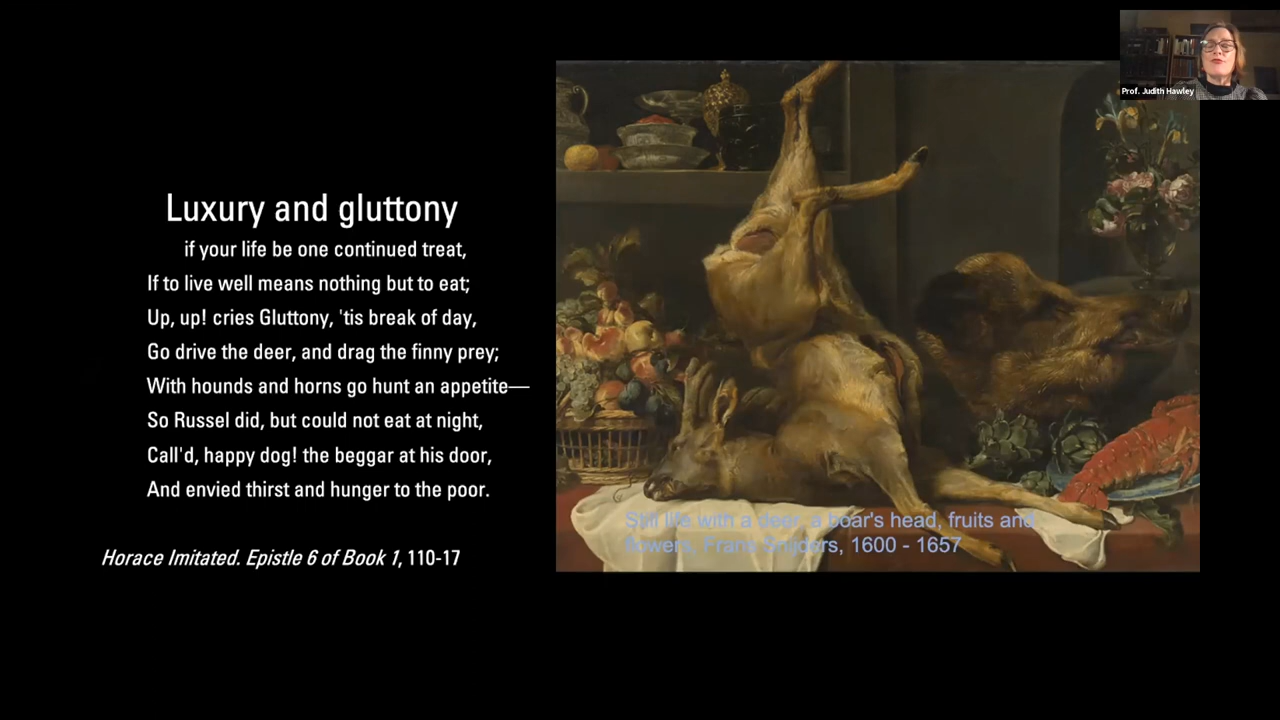 Prof. Judith Hawley
Luxury and gluttony
if your life be one continued treat,
If to live well means nothing but to eat;
Up, up! cries Gluttony, 'tis break of day,
Go drive the deer, and drag the finny prey;
With hounds and horns go hunt an appetite—
So Russel did, but could not eat at night,
Call'd, happy dog! the beggar at his door,
And envied thirst and hunger to the poor.
Horace Imitated. Epistle 6 of Book 1, 110-17
Still life with a deer, a boar's head, fruits and
flowers, Frans Snijders, 1600 - 1657